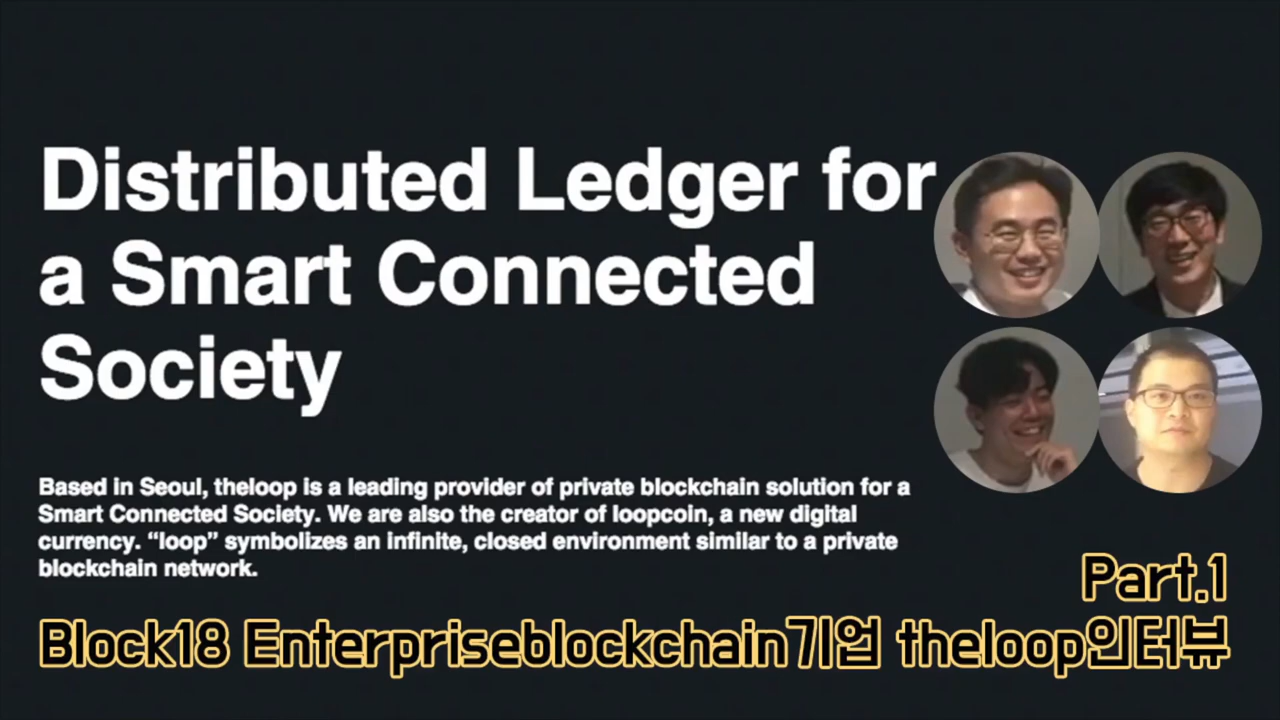 Distributed Ledger for
a Smart Connected
Society
Based in Seoul, theloop is a leading provider of private blockchain solution for a
Smart Connected Society. We are also the creator of loopcoin, a new digital
currency. “loop” symbolizes an infinite, closed environment similar to a private
blockchain network.
Part.1
Block18 Enterpriseblockchain기업 theloop인터뷰